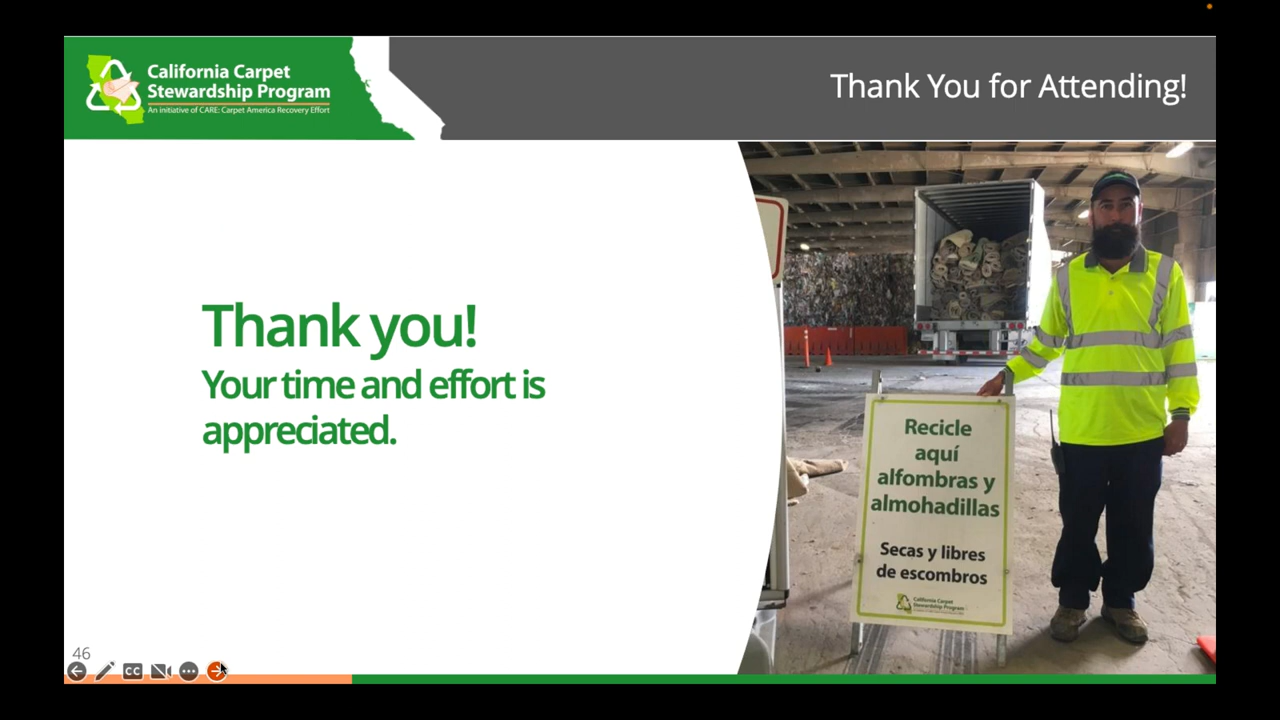 California Carpet
Stewardship Program
An initiative of CARE: Carpet America Recovery Effort
Thank You for Attending!
Thank you!
Your time and effort is
appreciated.
Recicle
aquí
alfombras y
almohadillas
Secas y libres
de escombros
California Carpet
Stewardship Program
46
CC